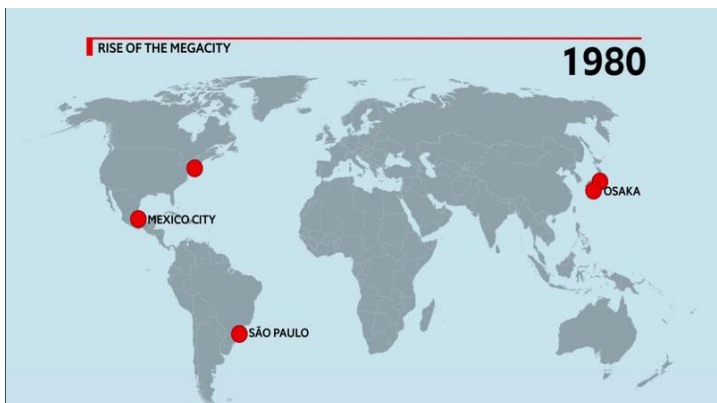 RISE OF THE MEGACITY
1980
MEXICO CITY
OSAKA
SÃO PAULO